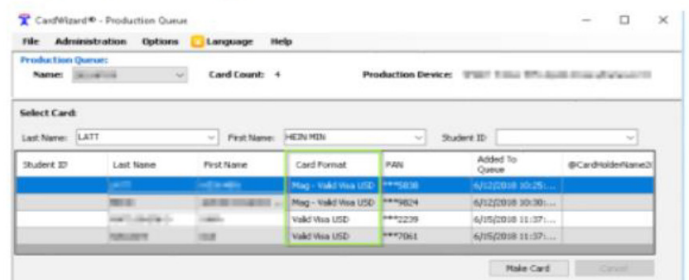 CardWizard® - Production Queue
File Administration Options Language Help
Production Queue:
Name: Card Count: 4 Production Device:
Select Card:
Last Name: LATT First Name: HEIN MIN Student ID
Student ID Last Name First Name Card Format PAN Added To Queue @CardHolderName2
Mag - Valid Visa USD ***5838 6/12/2018 10:25:...
Mag - Valid Visa USD ***9824 6/12/2018 10:30:...
Valid Visa USD ***2239 6/15/2018 11:37:...
Valid Visa USD ***7061 6/15/2018 11:37:...
Make Card Cancel